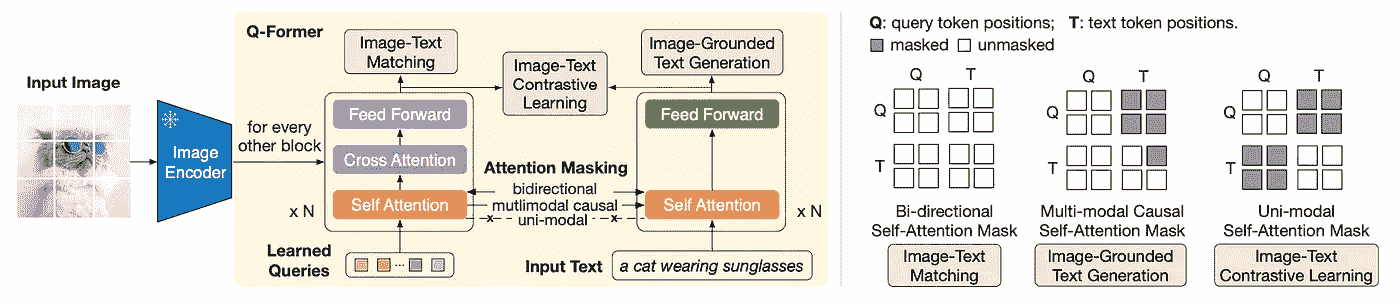 Input Image
Image
Encoder
Q-Former
for every
other block
Image-Text
Matching
Image-Text
Contrastive
Learning
Image-Grounded
Text Generation
Feed Forward
Cross Attention
Self Attention
x N
Attention Masking
bidirectional
mutlimodal causal
uni-modal
x
x
Feed Forward
Self Attention
x N
Learned
Queries
...
Input Text
a cat wearing sunglasses
Q: query token positions; T: text token positions.
masked
unmasked
Q T
Q
T
Bi-directional
Self-Attention Mask
Image-Text
Matching
Q T
Q
T
Multi-modal Causal
Self-Attention Mask
Image-Grounded
Text Generation
Q T
Q
T
Uni-modal
Self-Attention Mask
Image-Text
Contrastive Learning